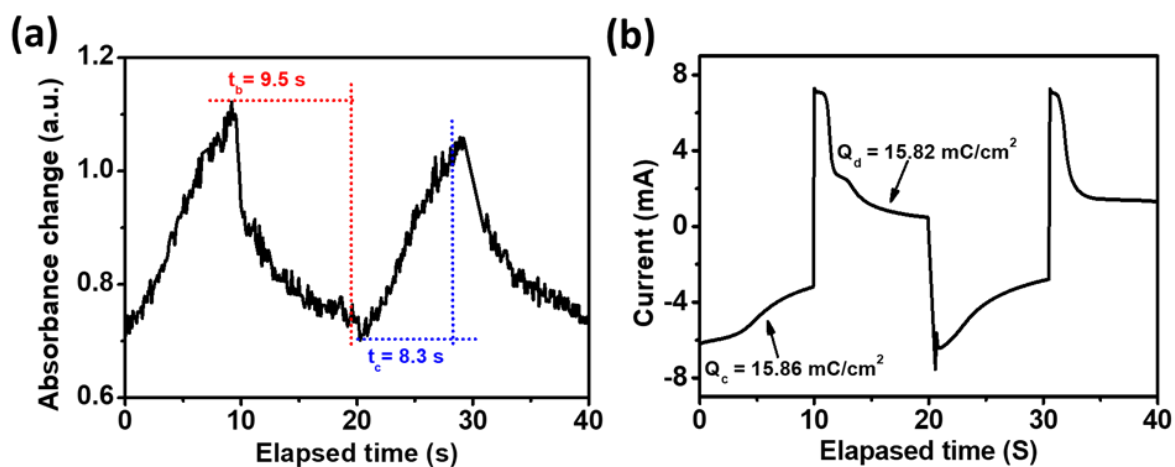 (a)
1.2
1.0
0.8
0.6
Absorbance change (a.u.)
t_b = 9.5 s
t_c = 8.3 s
0 10 20 30 40
Elapsed time (s)
(b)
8
4
0
-4
-8
Current (mA)
Q_d = 15.82 mC/cm²
Q_c = 15.86 mC/cm²
0 10 20 30 40
Elapased time (S)